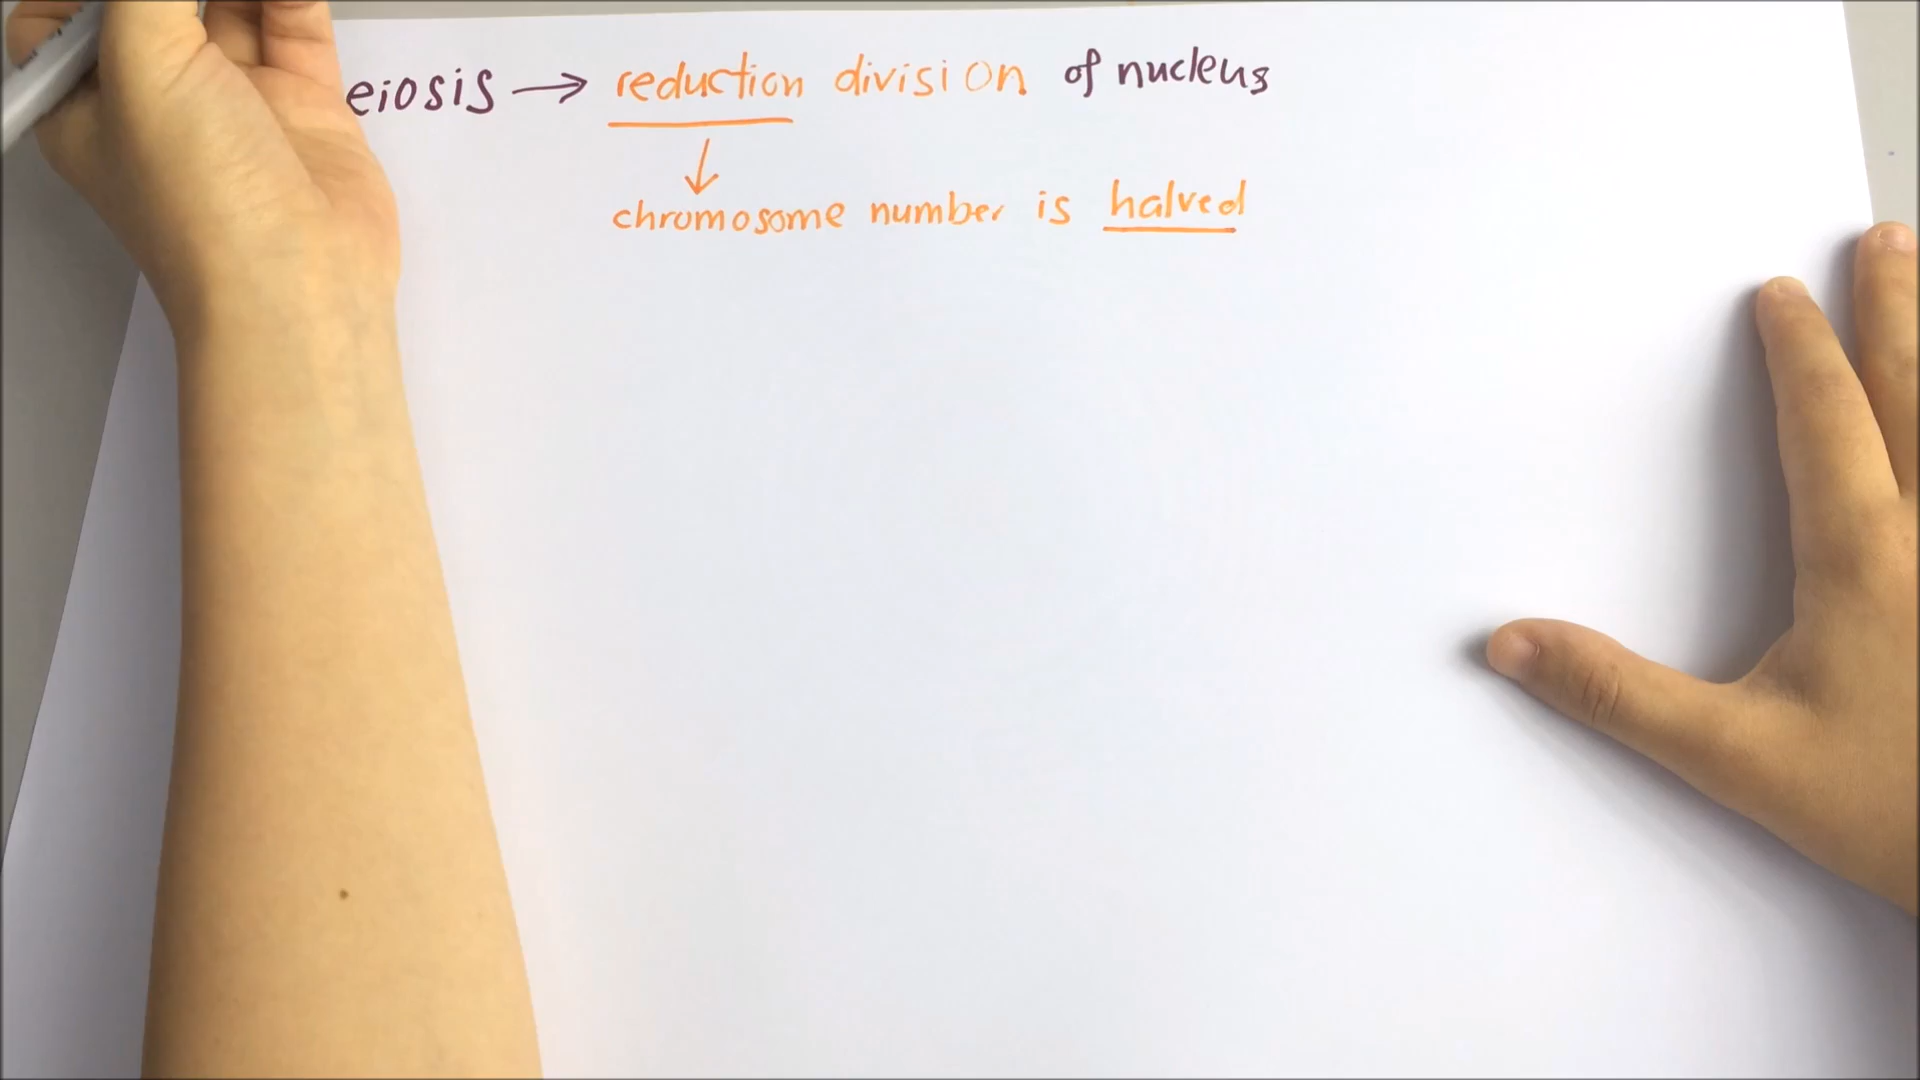 eiosis → reduction division of nucleus
↓
chromosome number is halved